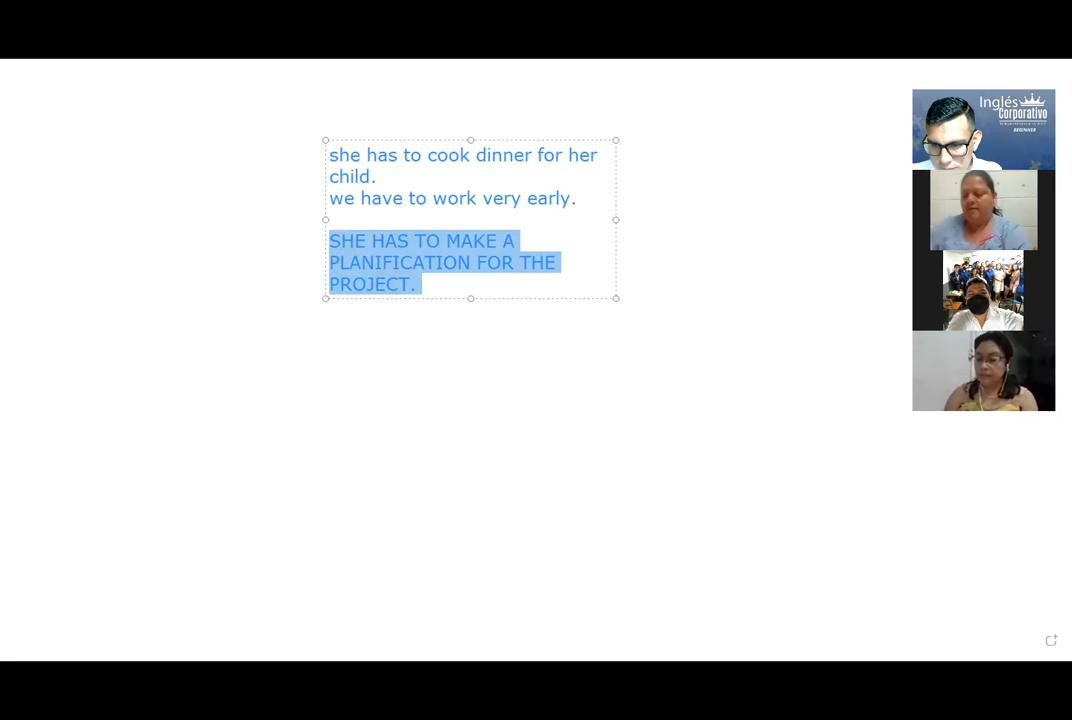 she has to cook dinner for her
child.
we have to work very early.
SHE HAS TO MAKE A
PLANIFICATION FOR THE
PROJECT.
Inglés
Corporativo
BEGINNER